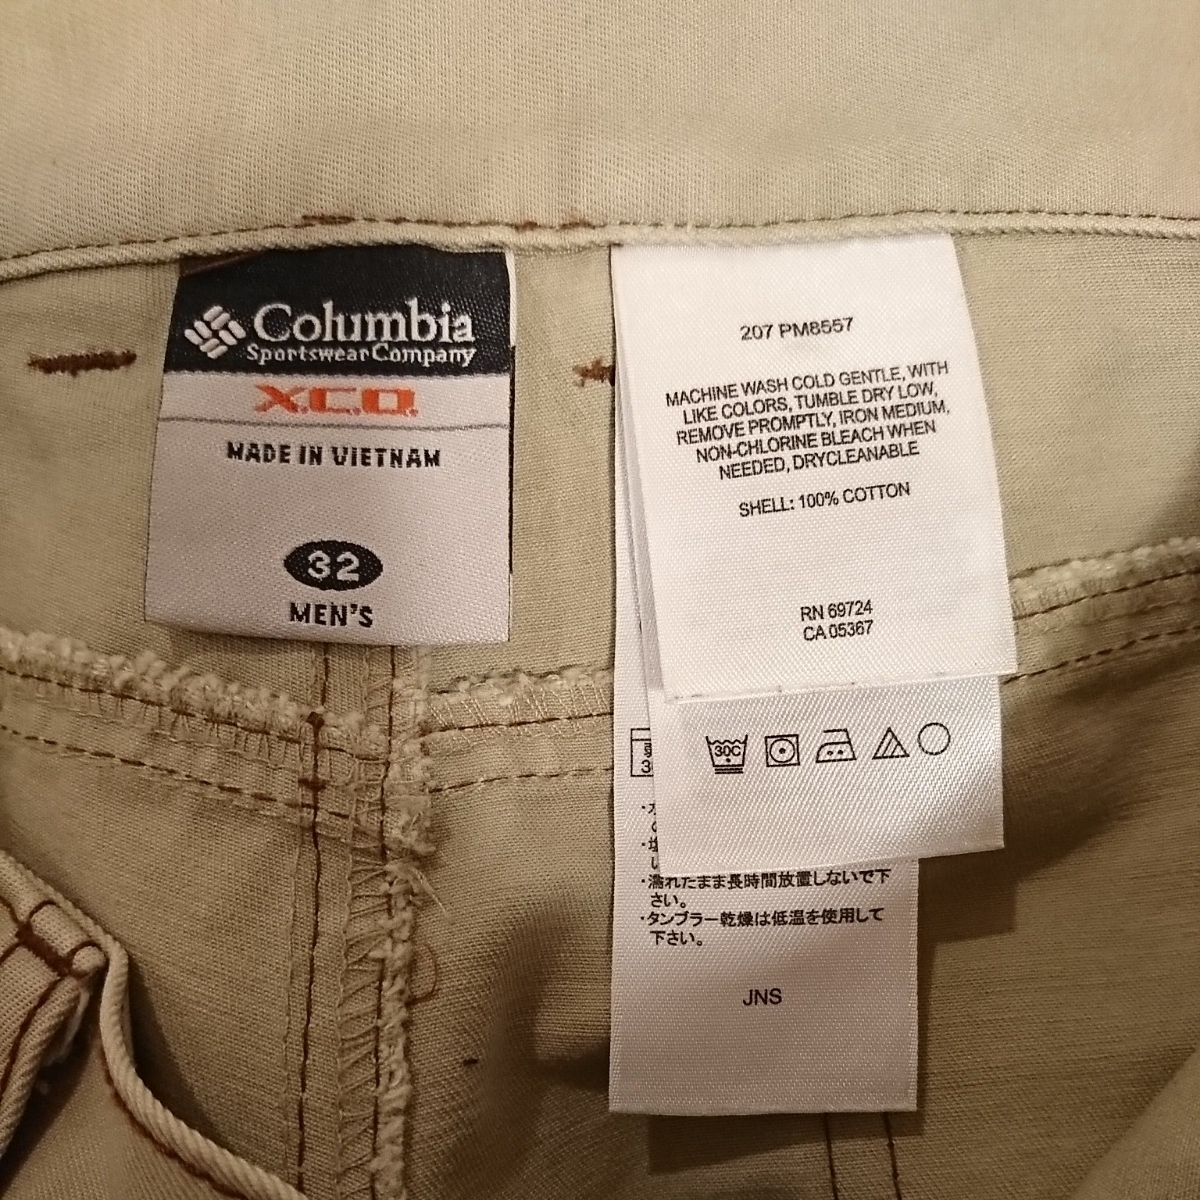 Columbia
Sportswear Company
X.C.O.
MADE IN VIETNAM
32
MEN'S
207 PM8557
MACHINE WASH COLD GENTLE, WITH
LIKE COLORS, TUMBLE DRY LOW,
REMOVE PROMPTLY, IRON MEDIUM,
NON-CHLORINE BLEACH WHEN
NEEDED, DRYCLEANABLE
SHELL: 100% COTTON
RN 69724
CA 05367
30C
・濡れたまま長時間放置しないで下
さい。
・タンブラー乾燥は低温を使用して
下さい。
JNS